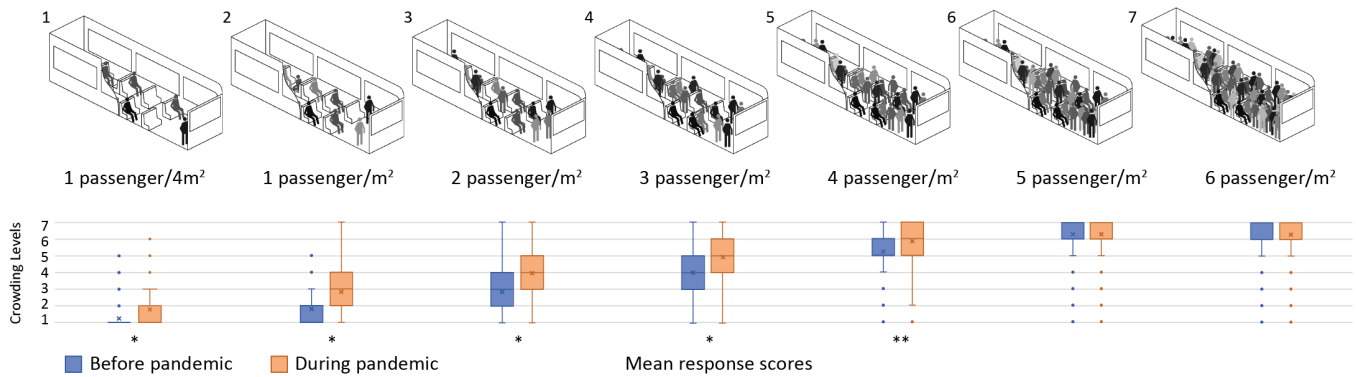 1 2 3 4 5 6 7
1 passenger/4m² 1 passenger/m² 2 passenger/m² 3 passenger/m² 4 passenger/m² 5 passenger/m² 6 passenger/m²
Crowding Levels
7
6
5
4
3
2
1
* * * * **
Before pandemic During pandemic Mean response scores